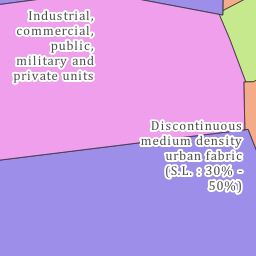 Industrial,
commercial,
public,
military and
private units
Discontinuous
medium density
urban fabric
(S.L. : 30% -
50%)